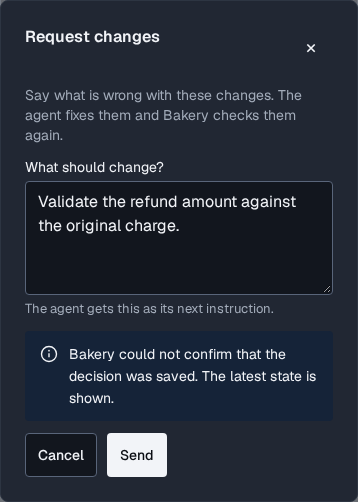 Request changes
Say what is wrong with these changes. The
agent fixes them and Bakery checks them
again.
What should change?
Validate the refund amount against
the original charge.
The agent gets this as its next instruction.
Bakery could not confirm that the
decision was saved. The latest state is
shown.
Cancel Send